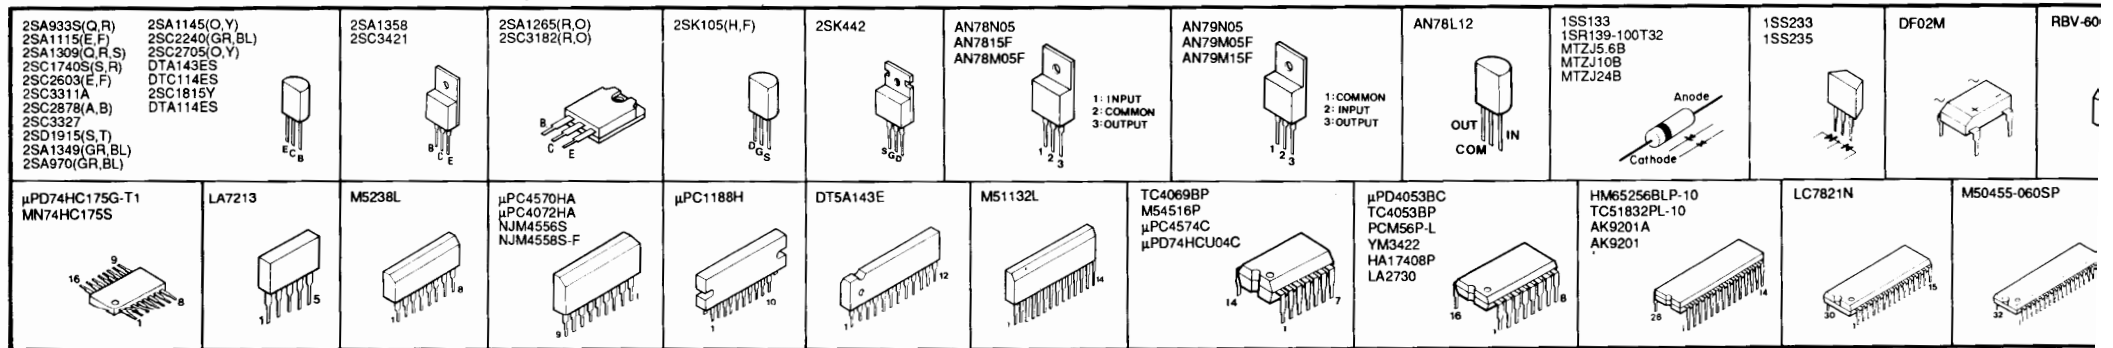 2SA933S(Q,R)
2SA1115(E,F)
2SA1309(Q,R,S)
2SC1740S(S,R)
2SC2603(E,F)
2SC3311A
2SC2878(A,B)
2SC3327
2SD1915(S,T)
2SA1349(GR,BL)
2SA970(GR,BL)
2SA1145(O,Y)
2SC2240(GR,BL)
2SC2705(O,Y)
DTA143ES
DTC114ES
2SC1815Y
DTA114ES
E C B
2SA1358
2SC3421
B C E
2SA1265(R,O)
2SC3182(R,O)
B
C
E
2SK105(H,F)
D G S
2SK442
S G D
AN78N05
AN7815F
AN78M05F
1: INPUT
2: COMMON
3: OUTPUT
1 2 3
AN79N05
AN79M05F
AN79M15F
1: COMMON
2: INPUT
3: OUTPUT
1 2 3
AN78L12
OUT
IN
COM
1SS133
1SR139-100T32
MTZJ5.6B
MTZJ10B
MTZJ24B
Anode
Cathode
1SS233
1SS235
DF02M
~
~
+
-
µPD74HC175G-T1
MN74HC175S
9
16
8
1
LA7213
1
5
M5238L
8
1
µPC4570HA
µPC4072HA
NJM4556S
NJM4558S-F
1
9
µPC1188H
10
1
DT5A143E
12
1
M51132L
14
1
TC4069BP
M54516P
µPC4574C
µPD74HCU04C
14
7
1
µPD4053BC
TC4053BP
PCM56P-L
YM3422
HA17408P
LA2730
16
8
1
HM65256BLP-10
TC51832PL-10
AK9201A
AK9201
28
14
1
LC7821N
30
15
1
M50455-060SP
32
1